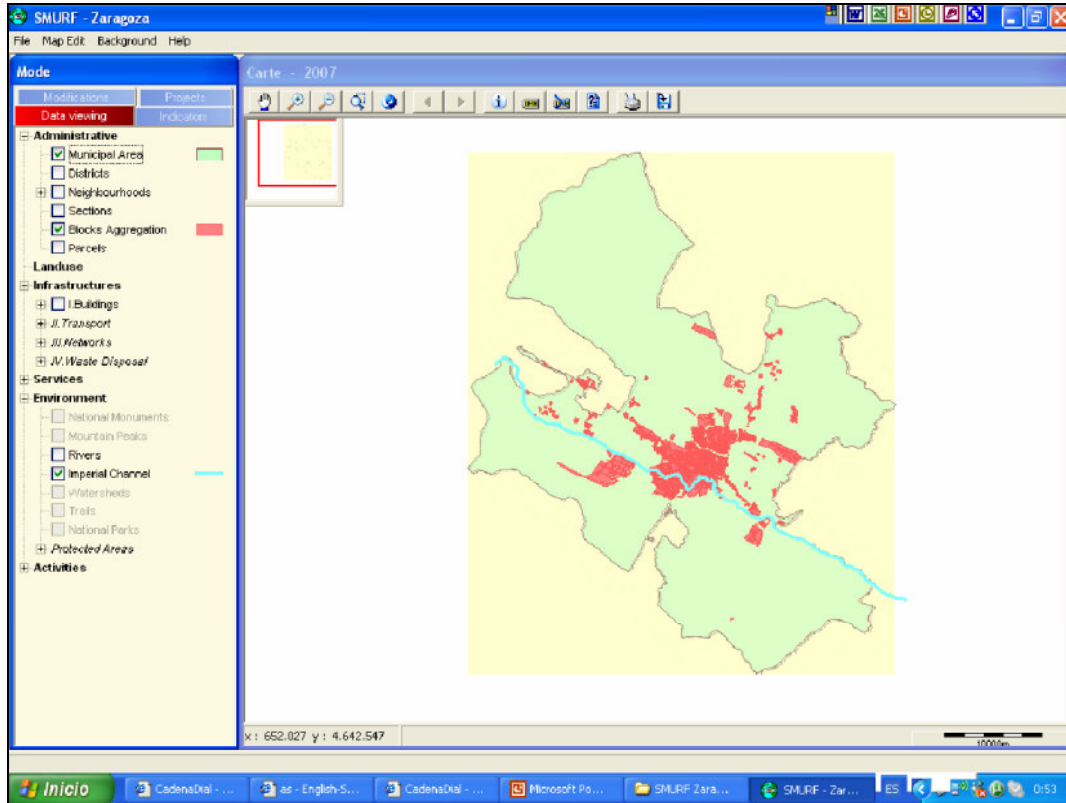 SMURF - Zaragoza
File Map Edit Background Help
Mode
Carte - 2007
Modifications Projects
Data viewing Indicators
Administrative
Municipal Area
Districts
Neighbourhoods
Sections
Blocks Aggregation
Parcels
Landuse
Infrastructures
I.Buildings
II.Transport
III.Networks
IV.Waste Disposal
Services
Environment
National Monuments
Mountain Peaks
Rivers
Imperial Channel
Watersheds
Trails
National Parks
Protected Areas
Activities
x : 652.027 y : 4.642.547
10000m
Inicio
CadenaDial - ...
as - English-S...
CadenaDial - ...
Microsoft Po...
SMURF Zara...
SMURF - Zar...
ES
0:53